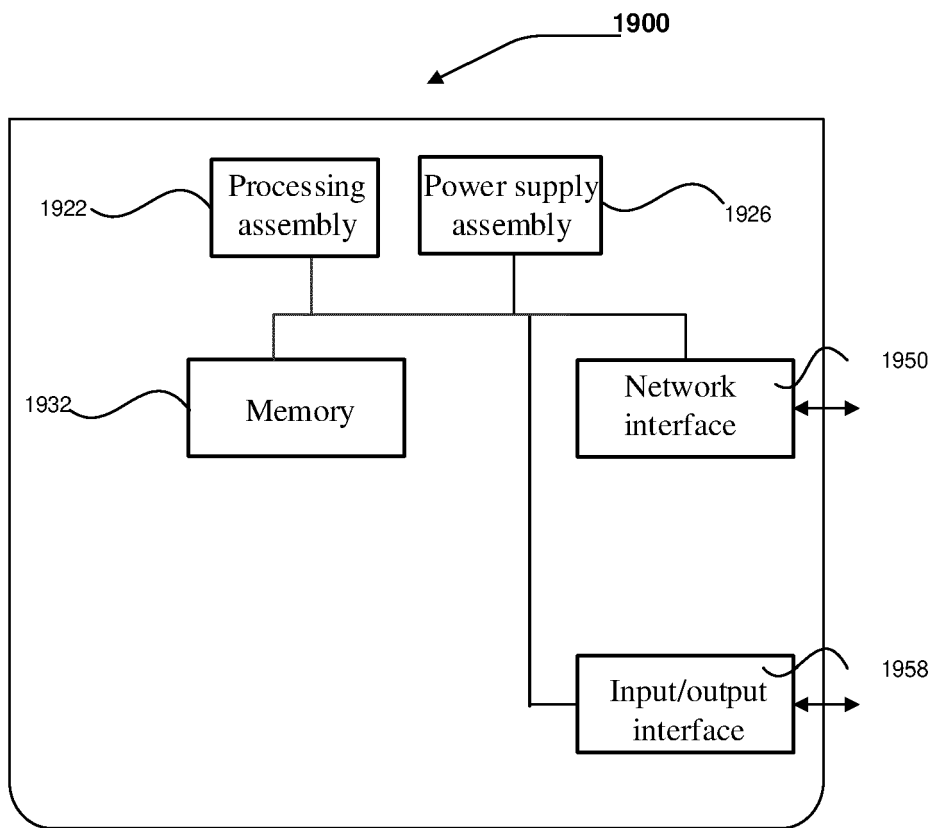 1900
1922
Processing
assembly
Power supply
assembly
1926
1932
Memory
Network
interface
1950
Input/output
interface
1958